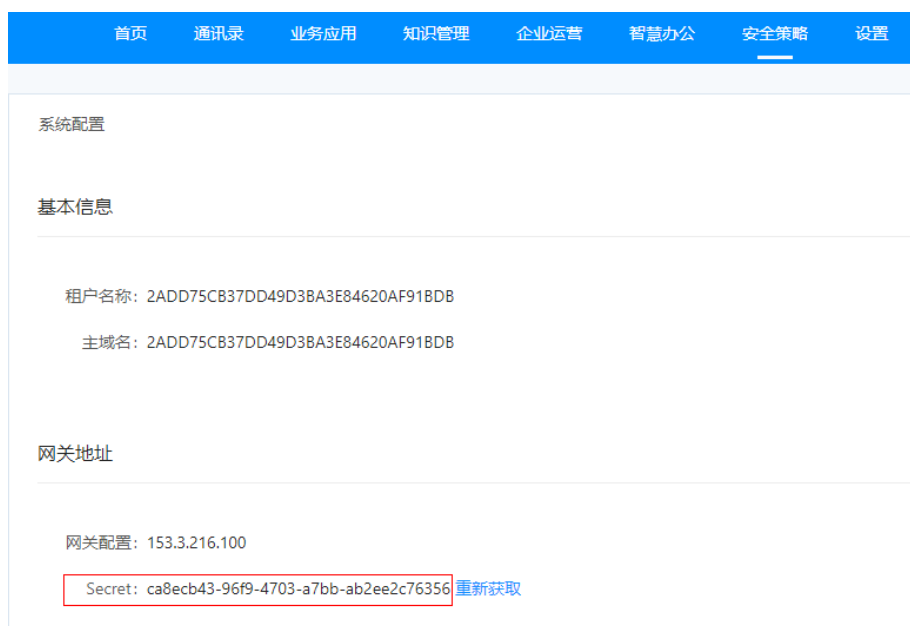 首页 通讯录 业务应用 知识管理 企业运营 智慧办公 安全策略 设置
系统配置
基本信息
租户名称：2ADD75CB37DD49D3BA3E84620AF91BDB
主域名：2ADD75CB37DD49D3BA3E84620AF91BDB
网关地址
网关配置：153.3.216.100
Secret：ca8ecb43-96f9-4703-a7bb-ab2ee2c76356 重新获取